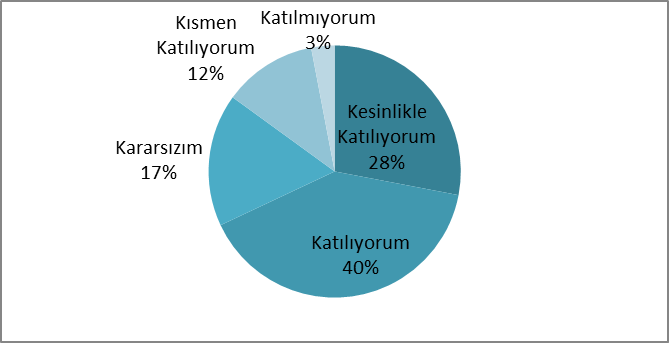 Katılmıyorum
3%
Kısmen
Katılıyorum
12%
Kesinlikle
Katılıyorum
28%
Kararsızım
17%
Katılıyorum
40%